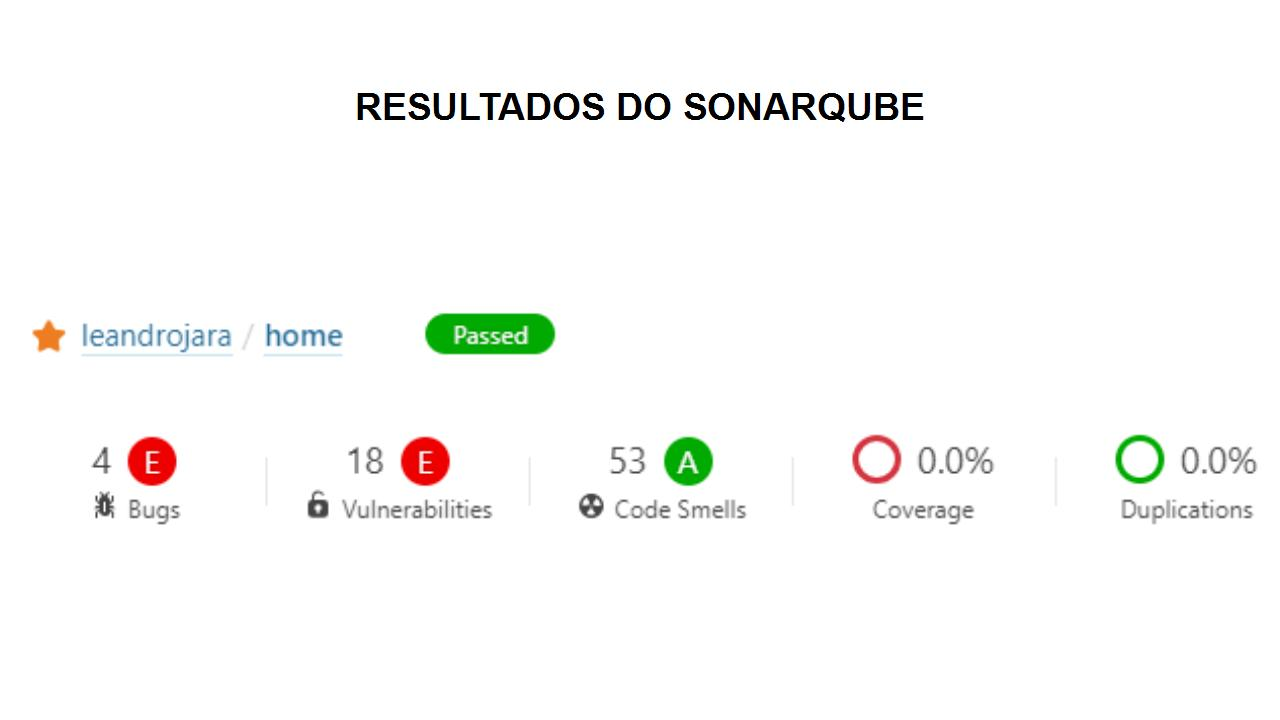 RESULTADOS DO SONARQUBE
leandrojara / home Passed
4 E 18 E 53 A 0.0% 0.0%
Bugs Vulnerabilities Code Smells Coverage Duplications